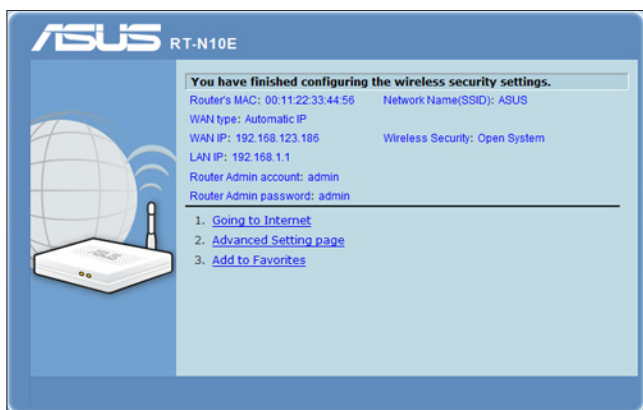 ASUS RT-N10E
You have finished configuring the wireless security settings.
Router's MAC: 00:11:22:33:44:56 Network Name(SSID): ASUS
WAN type: Automatic IP
WAN IP: 192.168.123.186 Wireless Security: Open System
LAN IP: 192.168.1.1
Router Admin account: admin
Router Admin password: admin
1. Going to Internet
2. Advanced Setting page
3. Add to Favorites
ASUS